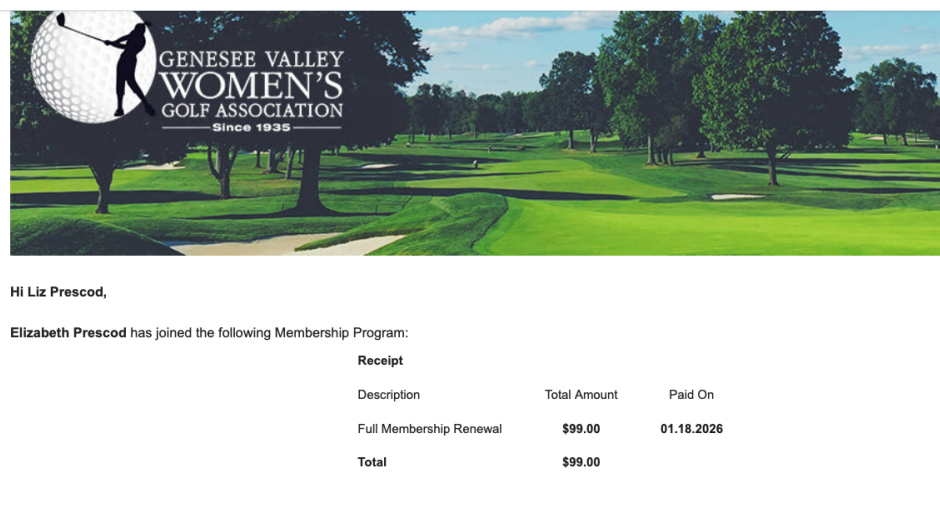 GENESEE VALLEY
WOMEN'S
GOLF ASSOCIATION
Since 1935
Hi Liz Prescod,
Elizabeth Prescod has joined the following Membership Program:
Receipt
Description Total Amount Paid On
Full Membership Renewal $99.00 01.18.2026
Total $99.00